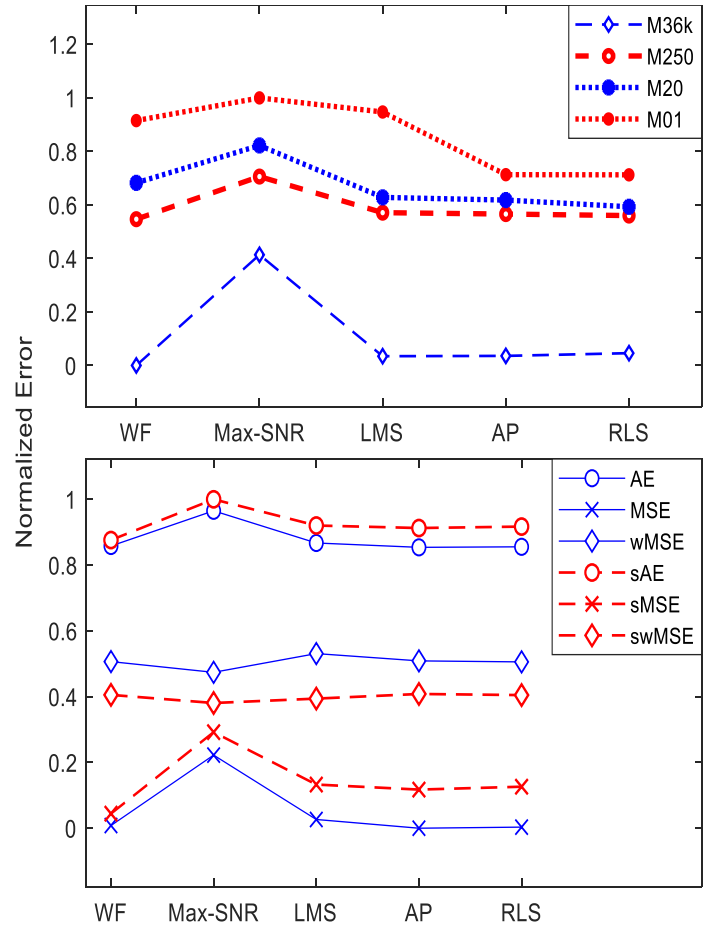 Normalized Error
1.2
1
0.8
0.6
0.4
0.2
0
M36k
M250
M20
M01
WF Max-SNR LMS AP RLS
1
0.8
0.6
0.4
0.2
0
AE
MSE
wMSE
sAE
sMSE
swMSE
WF Max-SNR LMS AP RLS